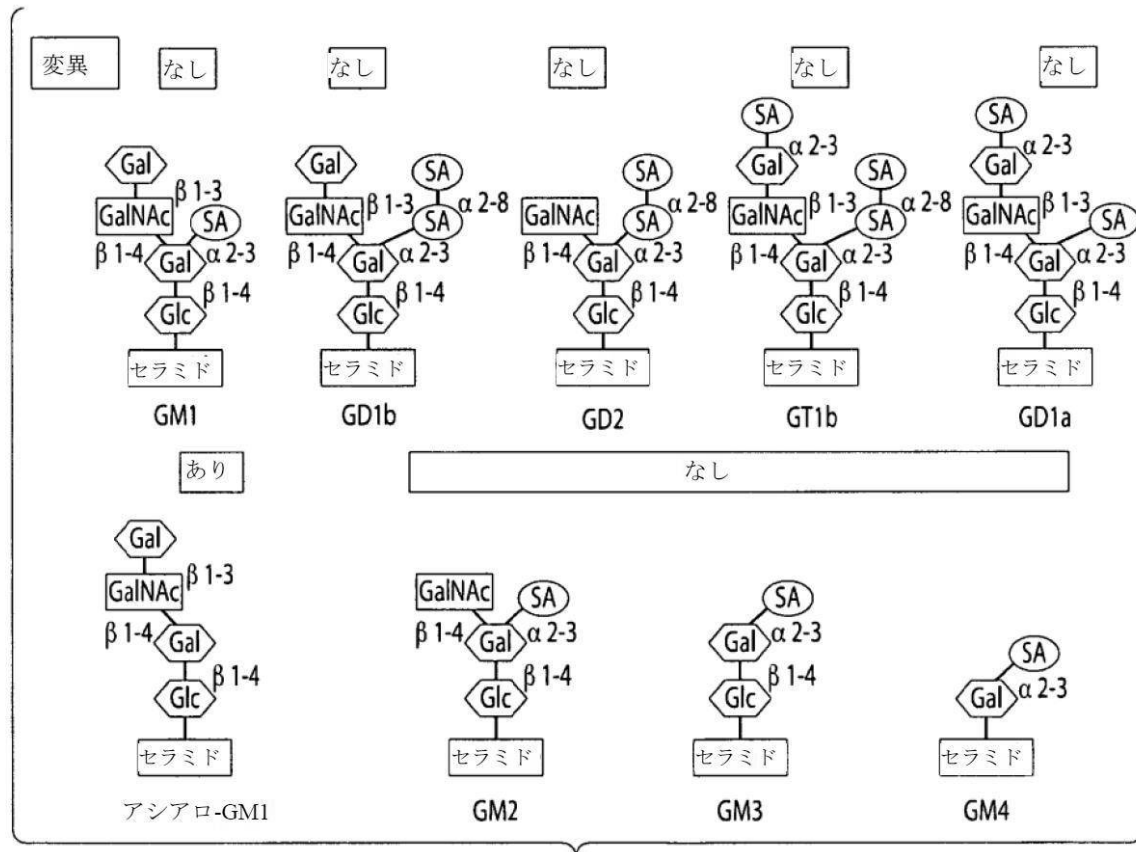 変異 なし なし なし なし なし
SA SA
Gal Gal SA Gal α 2-3 SA Gal α 2-3
β 1-3 SA SA
GalNAc SA GalNAc β 1-3 SA α 2-8 GalNAc SA α 2-8 GalNAc β 1-3 SA α 2-8 GalNAc β 1-3 SA
β 1-4 Gal α 2-3 β 1-4 Gal α 2-3 β 1-4 Gal α 2-3 β 1-4 Gal α 2-3 β 1-4 Gal α 2-3
Glc β 1-4 Glc β 1-4 Glc β 1-4 Glc β 1-4 Glc β 1-4
セラミド セラミド セラミド セラミド セラミド
GM1 GD1b GD2 GT1b GD1a
あり なし
Gal
GalNAc β 1-3 GalNAc SA SA
β 1-4 Gal β 1-4 Gal α 2-3 Gal α 2-3 SA
Glc β 1-4 Glc β 1-4 Glc β 1-4 Gal α 2-3
セラミド セラミド セラミド セラミド
アシアロ-GM1 GM2 GM3 GM4